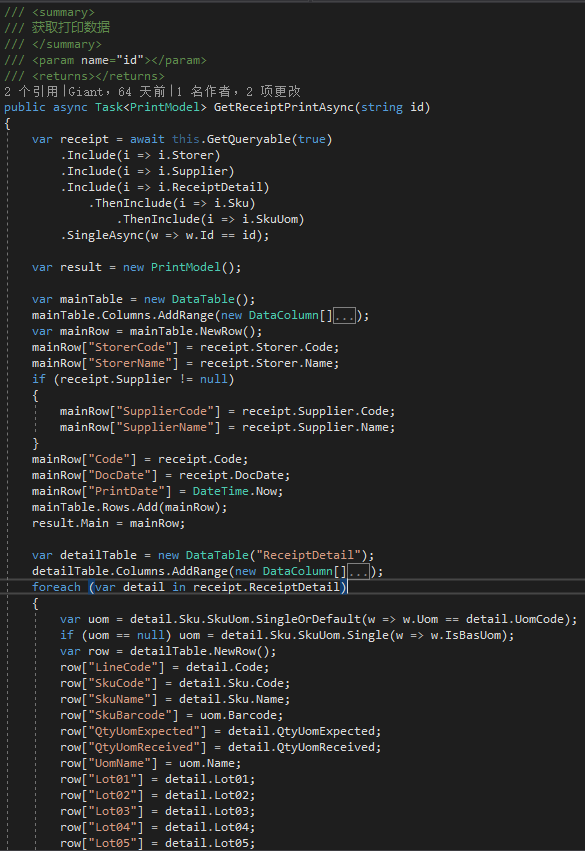 /// <summary>
/// 获取打印数据
/// </summary>
/// <param name="id"></param>
/// <returns></returns>
2 个引用|Giant，64 天前|1 名作者，2 项更改
public async Task<PrintModel> GetReceiptPrintAsync(string id)
{
    var receipt = await this.GetQueryable(true)
        .Include(i => i.Storer)
        .Include(i => i.Supplier)
        .Include(i => i.ReceiptDetail)
            .ThenInclude(i => i.Sku)
                .ThenInclude(i => i.SkuUom)
        .SingleAsync(w => w.Id == id);

    var result = new PrintModel();

    var mainTable = new DataTable();
    mainTable.Columns.AddRange(new DataColumn[]...);
    var mainRow = mainTable.NewRow();
    mainRow["StorerCode"] = receipt.Storer.Code;
    mainRow["StorerName"] = receipt.Storer.Name;
    if (receipt.Supplier != null)
    {
        mainRow["SupplierCode"] = receipt.Supplier.Code;
        mainRow["SupplierName"] = receipt.Supplier.Name;
    }
    mainRow["Code"] = receipt.Code;
    mainRow["DocDate"] = receipt.DocDate;
    mainRow["PrintDate"] = DateTime.Now;
    mainTable.Rows.Add(mainRow);
    result.Main = mainRow;

    var detailTable = new DataTable("ReceiptDetail");
    detailTable.Columns.AddRange(new DataColumn[]...);
    foreach (var detail in receipt.ReceiptDetail)
    {
        var uom = detail.Sku.SkuUom.SingleOrDefault(w => w.Uom == detail.UomCode);
        if (uom == null) uom = detail.Sku.SkuUom.Single(w => w.IsBasUom);
        var row = detailTable.NewRow();
        row["LineCode"] = detail.Code;
        row["SkuCode"] = detail.Sku.Code;
        row["SkuName"] = detail.Sku.Name;
        row["SkuBarcode"] = uom.Barcode;
        row["QtyUomExpected"] = detail.QtyUomExpected;
        row["QtyUomReceived"] = detail.QtyUomReceived;
        row["UomName"] = uom.Name;
        row["Lot01"] = detail.Lot01;
        row["Lot02"] = detail.Lot02;
        row["Lot03"] = detail.Lot03;
        row["Lot04"] = detail.Lot04;
        row["Lot05"] = detail.Lot05;